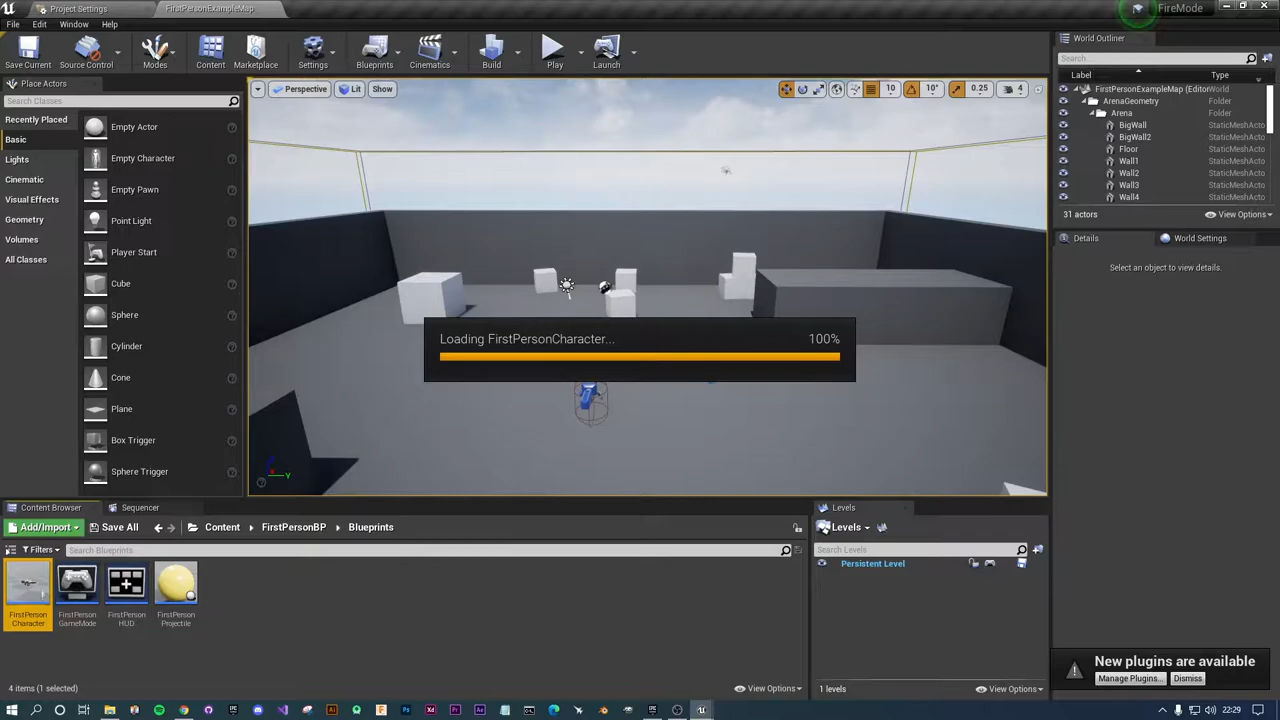 Project Settings
FirstPersonExampleMap
FireMode
File Edit Window Help
Save Current
Source Control
Modes
Content
Marketplace
Settings
Blueprints
Cinematics
Build
Play
Launch
World Outliner
Search...
Label Type
FirstPersonExampleMap (Editor World
ArenaGeometry Folder
Arena Folder
BigWall StaticMeshActo
BigWall2 StaticMeshActo
Floor StaticMeshActo
Wall1 StaticMeshActo
Wall2 StaticMeshActo
Wall3 StaticMeshActo
Wall4 StaticMeshActo
31 actors
View Options
Details
World Settings
Select an object to view details.
Place Actors
Search Classes
Recently Placed
Basic
Lights
Cinematic
Visual Effects
Geometry
Volumes
All Classes
Empty Actor
Empty Character
Empty Pawn
Point Light
Player Start
Cube
Sphere
Cylinder
Cone
Plane
Box Trigger
Sphere Trigger
Perspective
Lit
Show
10
10°
0.25
4
Loading FirstPersonCharacter... 100%
Y
Content Browser
Sequencer
Add/Import
Save All
Content
FirstPersonBP
Blueprints
Filters
Search Blueprints
FirstPerson
Character
FirstPerson
GameMode
FirstPerson
HUD
FirstPerson
Projectile
4 items (1 selected)
View Options
Levels
Levels
Search Levels
Persistent Level
1 levels
View Options
New plugins are available
Manage Plugins...
Dismiss
22:29